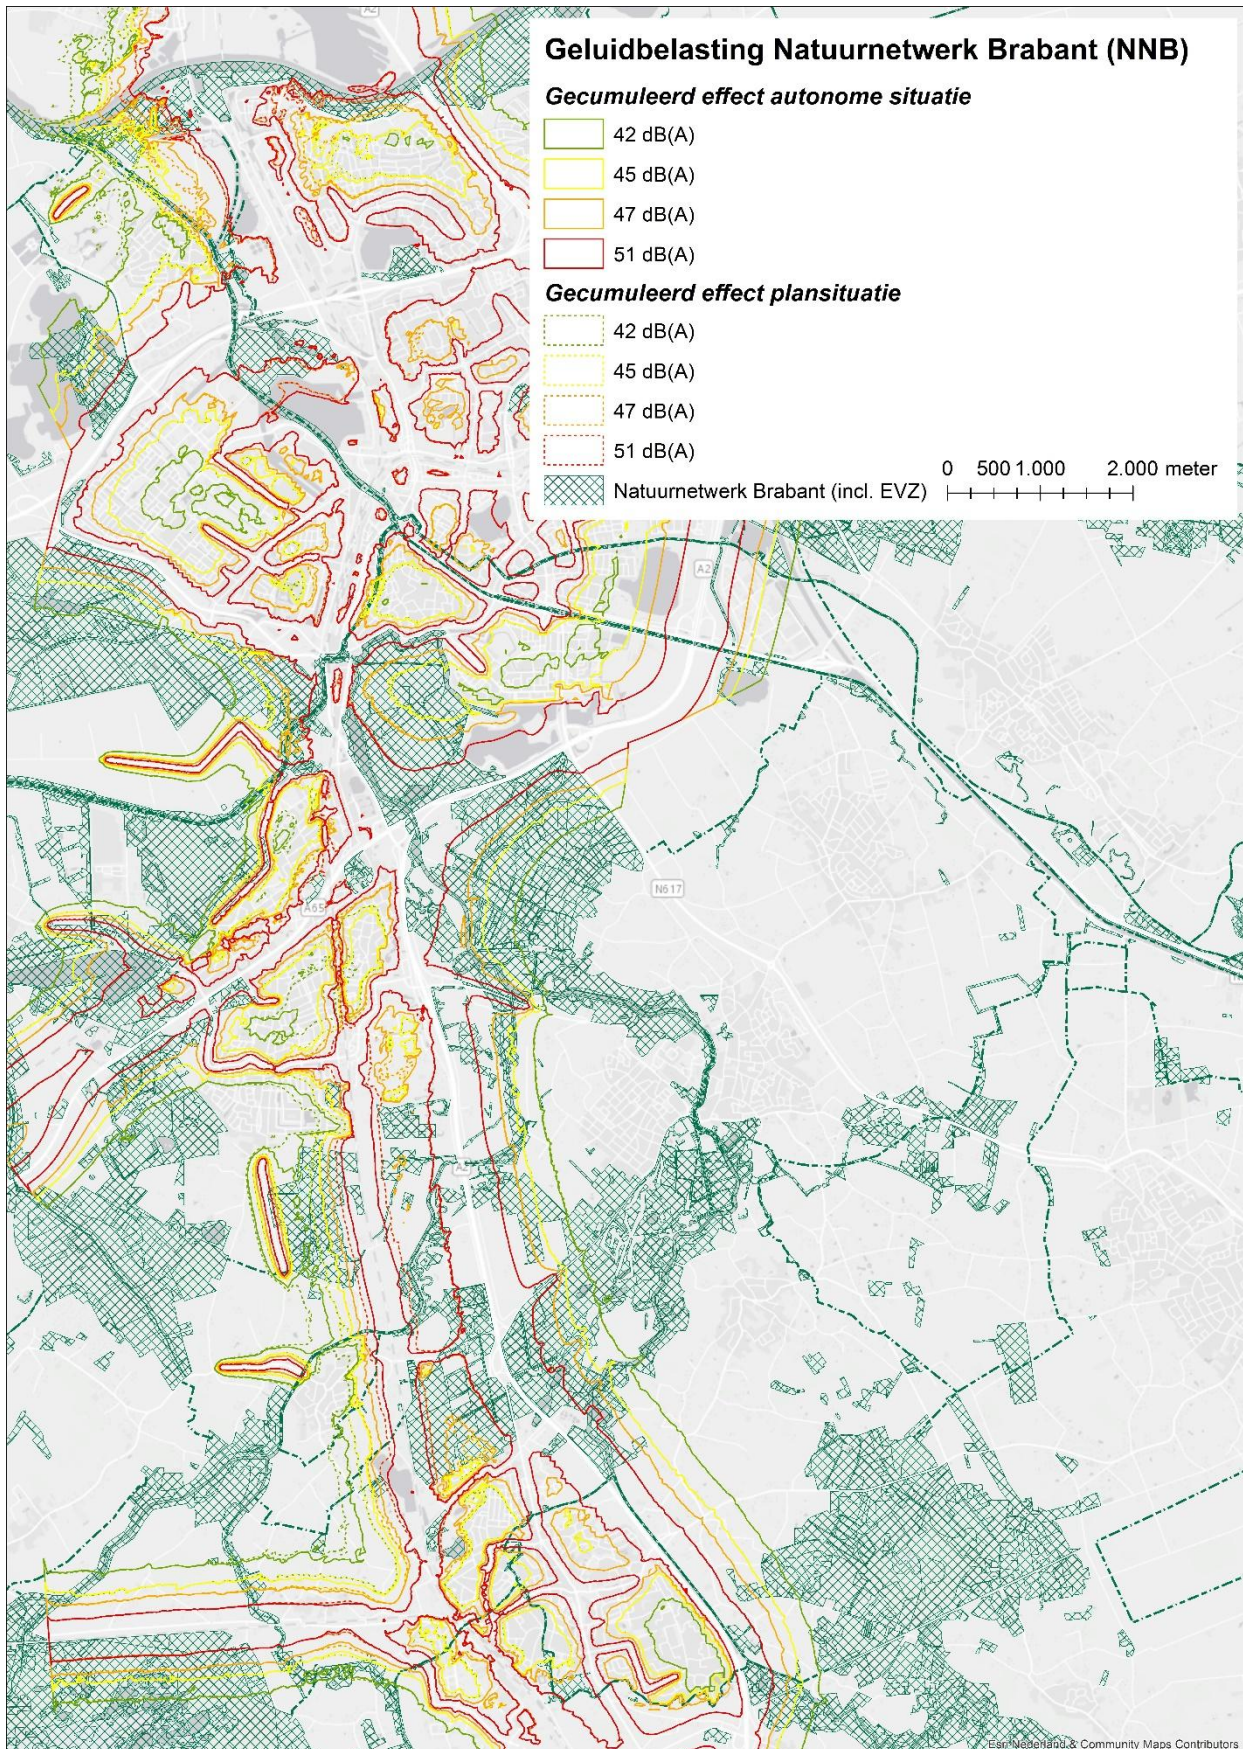 Geluidbelasting Natuurnetwerk Brabant (NNB)
Gecumuleerd effect autonome situatie
42 dB(A)
45 dB(A)
47 dB(A)
51 dB(A)
Gecumuleerd effect plansituatie
42 dB(A)
45 dB(A)
47 dB(A)
51 dB(A)
Natuurnetwerk Brabant (incl. EVZ)
0 500 1.000 2.000 meter
A2
A2
N617
A65
A2
Esri Nederland & Community Maps Contributors